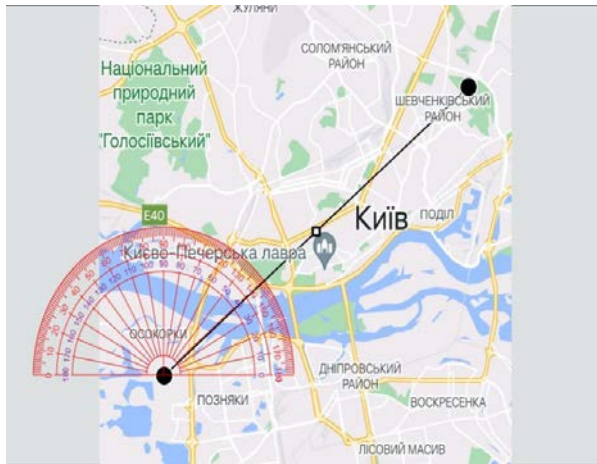 ЖУЛЯНИ
СОЛОМ'ЯНСЬКИЙ
РАЙОН
Національний
природний
парк
"Голосіївський"
ШЕВЧЕНКІВСЬКИЙ
РАЙОН
E40
Київ
ПОДІЛ
Києво-Печерська лавра
ОСОКОРКИ
ДНІПРОВСЬКИЙ
РАЙОН
ПОЗНЯКИ
ВОСКРЕСЕНКА
ЛІСОВИЙ МАСИВ